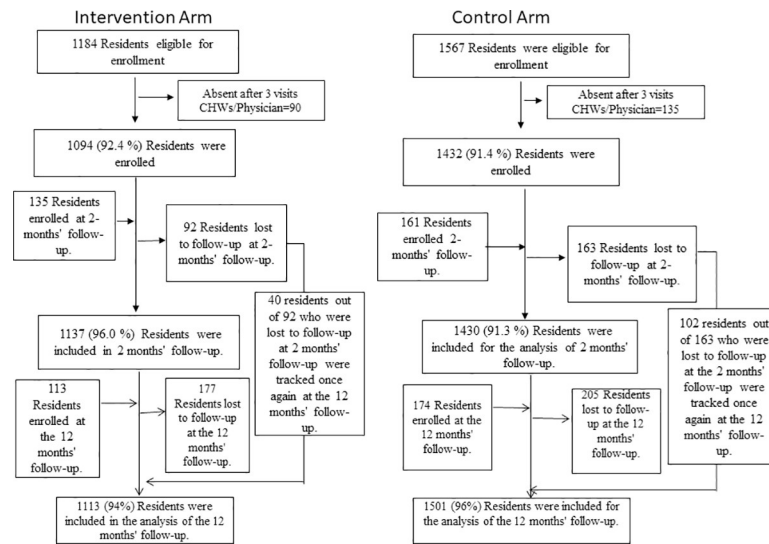 Intervention Arm
1184 Residents eligible for
enrollment
Absent after 3 visits
CHWs/Physician=90
1094 (92.4 %) Residents were
enrolled
135 Residents
enrolled at 2-
months' follow-
up.
92 Residents lost
to follow-up at 2-
months' follow-up.
40 residents out
of 92 who were
lost to follow-up
at 2 months'
follow-up were
tracked once
again at the 12
months' follow-
up.
1137 (96.0 %) Residents were
included in 2 months' follow-up.
113
Residents
enrolled at
the 12
months'
follow-up.
177
Residents lost
to follow-up
at the 12
months'
follow-up.
1113 (94%) Residents were
included in the analysis of the 12
months' follow-up.
Control Arm
1567 Residents were eligible for
enrollment
Absent after 3 visits
CHWs/Physician=135
1432 (91.4 %) Residents were
enrolled
161
Residents
enrolled 2-
months'
follow-up.
163 Residents lost to
follow-up at 2-
months' follow-up.
102 residents out
of 163 who were
lost to follow-up
at the 2 months'
follow-up were
tracked once
again at the 12
months' follow-
up.
1430 (91.3 %) Residents were
included for the analysis of 2 months'
follow-up.
174 Residents
enrolled at the
12 months'
follow-up.
205 Residents
lost to follow-
up at the 12
months'
follow-up.
1501 (96%) Residents were included for
the analysis of the 12 months' follow-up.